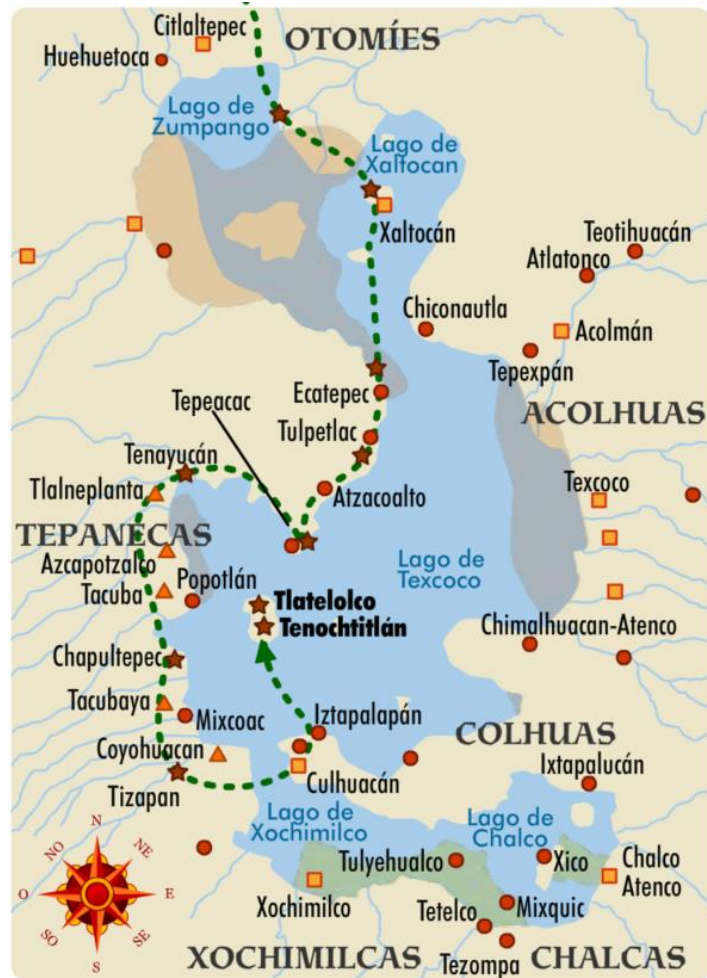 Citlaltepec
OTOMÍES
Huehuetoca
Lago de
Zumpango
Lago de
Xaltocan
Xaltocán
Teotihuacán
Atlatonco
Chiconautla
Acolmán
Tepexpán
Ecatepec
ACOLHUAS
Tepeacac
Tulpetlac
Tenayucán
Tlalneplanta
Atzacoalto
Texcoco
TEPANECAS
Azcapotzalco
Tacuba
Popotlán
Lago de
Texcoco
Tlatelolco
Tenochtitlán
Chimalhuacan-Atenco
Chapultepec
Tacubaya
Mixcoac
Iztapalapán
COLHUAS
Coyohuacan
Ixtapalucán
Tizapan
Culhuacán
Lago de
Xochimilco
Lago de
Chalco
N
NO
NE
O
E
SO
SE
S
Tulyehualco
Xico
Chalco
Atenco
Xochimilco
Mixquic
Tetelco
XOCHIMILCAS
Tezompa
CHALCAS